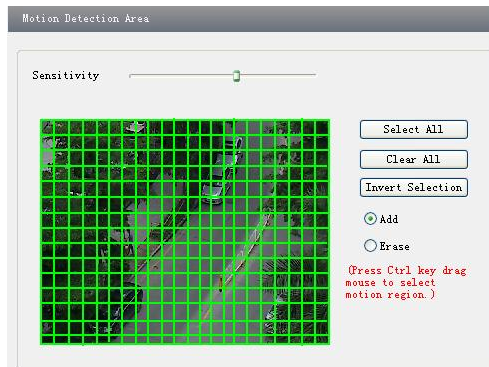 Motion Detection Area
Sensitivity
Select All
Clear All
Invert Selection
Add
Erase
(Press Ctrl key drag
mouse to select
motion region.)